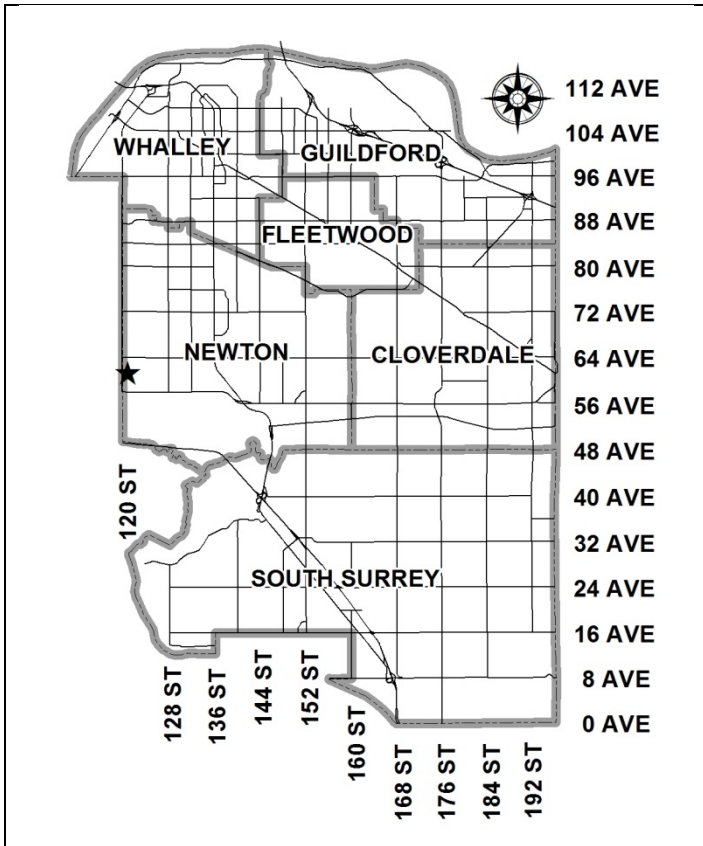 112 AVE
104 AVE
WHALLEY
GUILDFORD
96 AVE
88 AVE
FLEETWOOD
80 AVE
72 AVE
NEWTON
CLOVERDALE
64 AVE
56 AVE
48 AVE
120 ST
40 AVE
32 AVE
SOUTH SURREY
24 AVE
16 AVE
8 AVE
0 AVE
128 ST
136 ST
144 ST
152 ST
160 ST
168 ST
176 ST
184 ST
192 ST